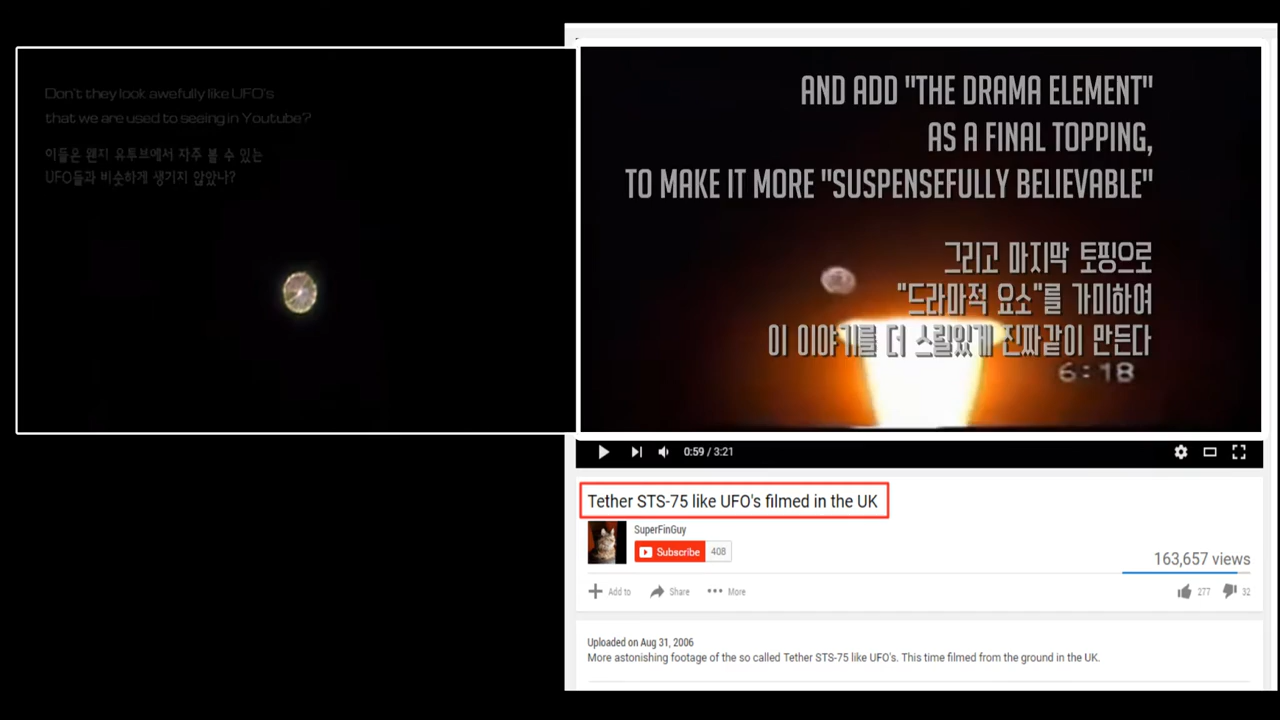 Don't they look awefully like UFO's
that we are used to seeing in Youtube?
이들은 왠지 유투브에서 자주 볼 수 있는
UFO들과 비슷하게 생기지 않았나?
AND ADD "THE DRAMA ELEMENT"
AS A FINAL TOPPING,
TO MAKE IT MORE "SUSPENSEFULLY BELIEVABLE"
그리고 마지막 토핑으로
"드라마적 요소"를 가미하여
이 이야기를 더 스릴있게 진짜같이 만든다
6:18
0:59 / 3:21
Tether STS-75 like UFO's filmed in the UK
SuperFinGuy
Subscribe 408
163,657 views
Add to Share More 277 32
Uploaded on Aug 31, 2006
More astonishing footage of the so called Tether STS-75 like UFO's. This time filmed from the ground in the UK.